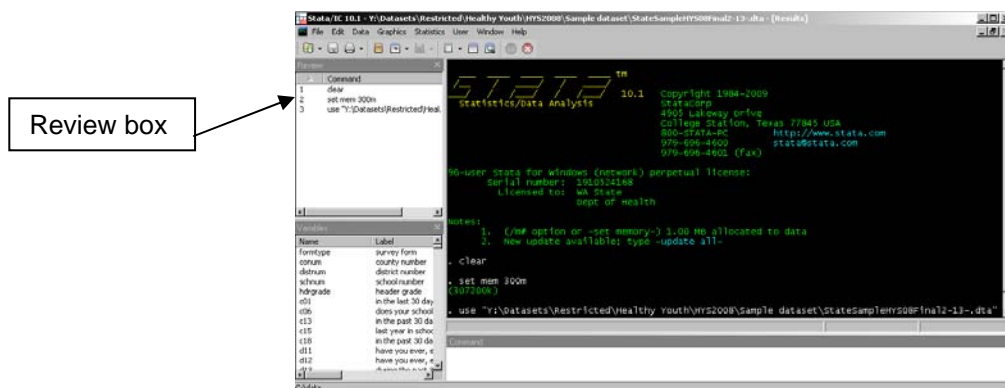 Review box
Stata/IC 10.1 - Y:\Datasets\Restricted\Healthy Youth\HYS2008\Sample dataset\StateSampleHYS08Final2-13-.dta - [Results]
File Edit Data Graphics Statistics User Window Help
Review
Command
1 clear
2 set mem 300m
3 use "Y:\Datasets\Restricted\Heal.
Variables
Name Label
formtype survey form
conum county number
distnum district number
schnum school number
hdrgrade header grade
c01 in the last 30 day
c06 does your school
c13 in the past 30 da
c15 last year in schoc
c18 in the past 30 da
d11 have you ever, e
d12 have you ever, e
STATA tm
10.1 Copyright 1984-2009
Statistics/Data Analysis StataCorp
4905 Lakeway Drive
College Station, Texas 77845 USA
800-STATA-PC http://www.stata.com
979-696-4600 stata@stata.com
979-696-4601 (fax)
96-user Stata for Windows (network) perpetual license:
Serial number: 1910524168
Licensed to: WA State
Dept of Health
Notes:
1. (/m# option or -set memory-) 1.00 MB allocated to data
2. New update available; type -update all-
. clear
. set mem 300m
(307200k)
. use "Y:\Datasets\Restricted\Healthy Youth\HYS2008\Sample dataset\StateSampleHYS08Final2-13-.dta"
Command